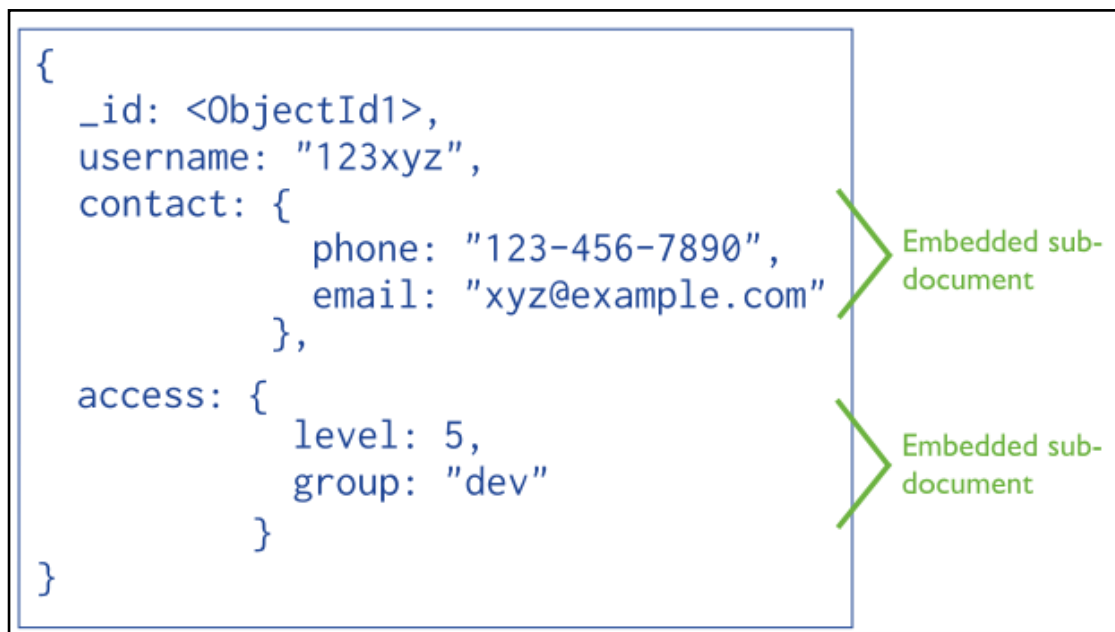 {
_id: <ObjectId1>,
username: "123xyz",
contact: {
phone: "123-456-7890",
email: "xyz@example.com"
},
access: {
level: 5,
group: "dev"
}
}
Embedded sub-
document
Embedded sub-
document